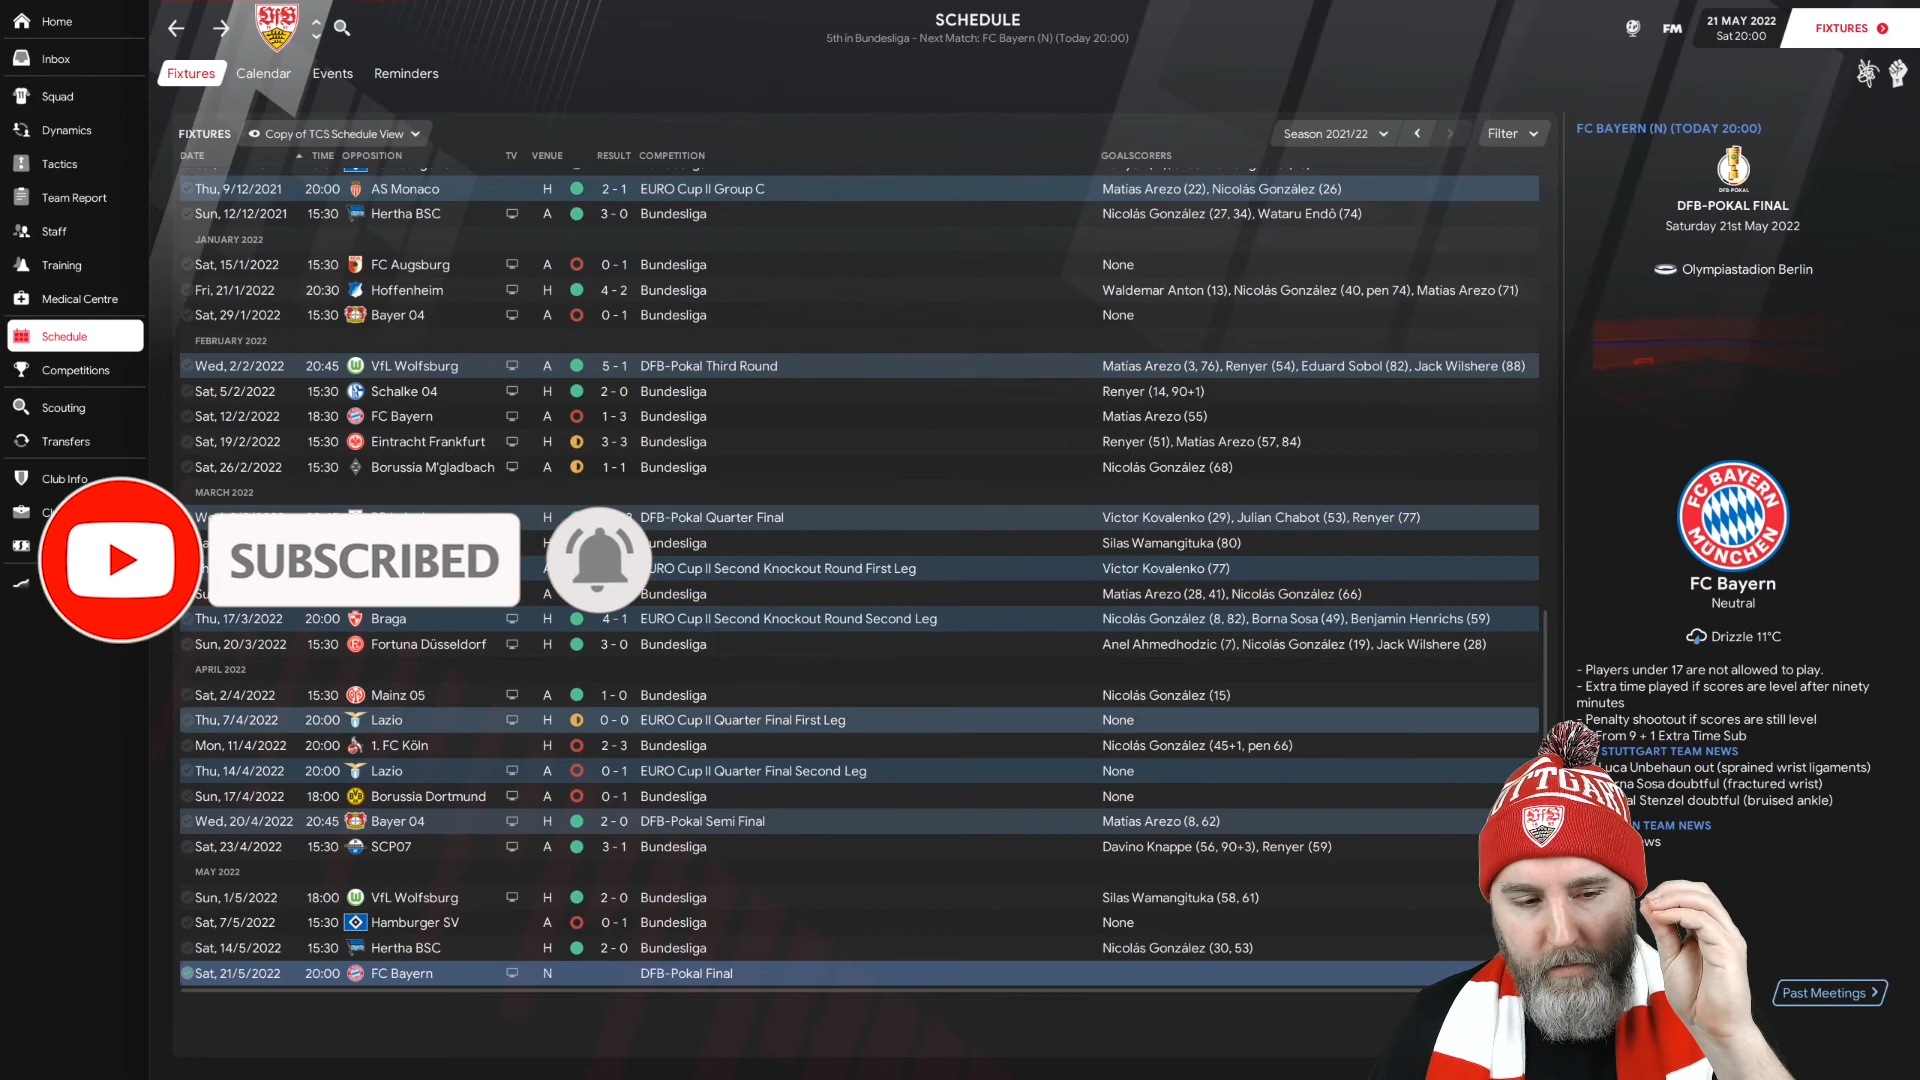 Home
SCHEDULE
5th in Bundesliga - Next Match: FC Bayern (N) (Today 20:00)
FM
21 MAY 2022
Sat 20:00
FIXTURES
Inbox
Squad
Dynamics
Tactics
Team Report
Staff
Training
Medical Centre
Schedule
Competitions
Scouting
Transfers
Club Info
Fixtures Calendar Events Reminders
FIXTURES Copy of TCS Schedule View Season 2021/22 Filter
DATE TIME OPPOSITION TV VENUE RESULT COMPETITION GOALSCORERS
Thu, 9/12/2021 20:00 AS Monaco H 2 - 1 EURO Cup II Group C Matías Arezo (22), Nicolás González (26)
Sun, 12/12/2021 15:30 Hertha BSC A 3 - 0 Bundesliga Nicolás González (27, 34), Wataru Endô (74)
JANUARY 2022
Sat, 15/1/2022 15:30 FC Augsburg A 0 - 1 Bundesliga None
Fri, 21/1/2022 20:30 Hoffenheim H 4 - 2 Bundesliga Waldemar Anton (13), Nicolás González (40, pen 74), Matías Arezo (71)
Sat, 29/1/2022 15:30 Bayer 04 A 0 - 1 Bundesliga None
FEBRUARY 2022
Wed, 2/2/2022 20:45 VfL Wolfsburg A 5 - 1 DFB-Pokal Third Round Matías Arezo (3, 76), Renyer (54), Eduard Sobol (82), Jack Wilshere (88)
Sat, 5/2/2022 15:30 Schalke 04 H 2 - 0 Bundesliga Renyer (14, 90+1)
Sat, 12/2/2022 18:30 FC Bayern A 1 - 3 Bundesliga Matías Arezo (55)
Sat, 19/2/2022 15:30 Eintracht Frankfurt H 3 - 3 Bundesliga Renyer (51), Matías Arezo (57, 84)
Sat, 26/2/2022 15:30 Borussia M'gladbach A 1 - 1 Bundesliga Nicolás González (68)
MARCH 2022
H DFB-Pokal Quarter Final Victor Kovalenko (29), Julian Chabot (53), Renyer (77)
Silas Wamangituka (80)
Cup II Second Knockout Round First Leg Victor Kovalenko (77)
A Matías Arezo (28, 41), Nicolás González (66)
Thu, 17/3/2022 20:00 Braga H 4 - 1 EURO Cup II Second Knockout Round Second Leg Nicolás González (8, 82), Borna Sosa (49), Benjamin Henrichs (59)
Sun, 20/3/2022 15:30 Fortuna Düsseldorf H 3 - 0 Bundesliga Anel Ahmedhodzic (7), Nicolás González (19), Jack Wilshere (28)
APRIL 2022
Sat, 2/4/2022 15:30 Mainz 05 A 1 - 0 Bundesliga Nicolás González (15)
Thu, 7/4/2022 20:00 Lazio H 0 - 0 EURO Cup II Quarter Final First Leg None
Mon, 11/4/2022 20:00 1. FC Köln H 2 - 3 Bundesliga Nicolás González (45+1, pen 66)
Thu, 14/4/2022 20:00 Lazio A 0 - 1 EURO Cup II Quarter Final Second Leg None
Sun, 17/4/2022 18:00 Borussia Dortmund A 0 - 1 Bundesliga None
Wed, 20/4/2022 20:45 Bayer 04 H 2 - 0 DFB-Pokal Semi Final Matías Arezo (8, 62)
Sat, 23/4/2022 15:30 SCP07 A 3 - 1 Bundesliga Davino Knappe (56, 90+3), Renyer (59)
MAY 2022
Sun, 1/5/2022 18:00 VfL Wolfsburg H 2 - 0 Bundesliga Silas Wamangituka (58, 61)
Sat, 7/5/2022 15:30 Hamburger SV A 0 - 1 Bundesliga None
Sat, 14/5/2022 15:30 Hertha BSC H 2 - 0 Bundesliga Nicolás González (30, 53)
Sat, 21/5/2022 20:00 FC Bayern N DFB-Pokal Final
SUBSCRIBED
FC BAYERN (N) (TODAY 20:00)
DFB-POKAL
DFB-POKAL FINAL
Saturday 21st May 2022
Olympiastadion Berlin
FC BAYERN
MÜNCHEN
FC Bayern
Neutral
Drizzle 11°C
- Players under 17 are not allowed to play.
- Extra time played if scores are level after ninety
minutes
- Penalty shootout if scores are still level
From 9 + 1 Extra Time Sub
STUTTGART TEAM NEWS
Luca Unbehaun out (sprained wrist ligaments)
Sosa doubtful (fractured wrist)
Stenzel doubtful (bruised ankle)
TEAM NEWS
Past Meetings